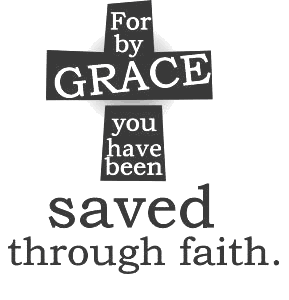 For
by
GRACE
you
have
been
saved
through faith.